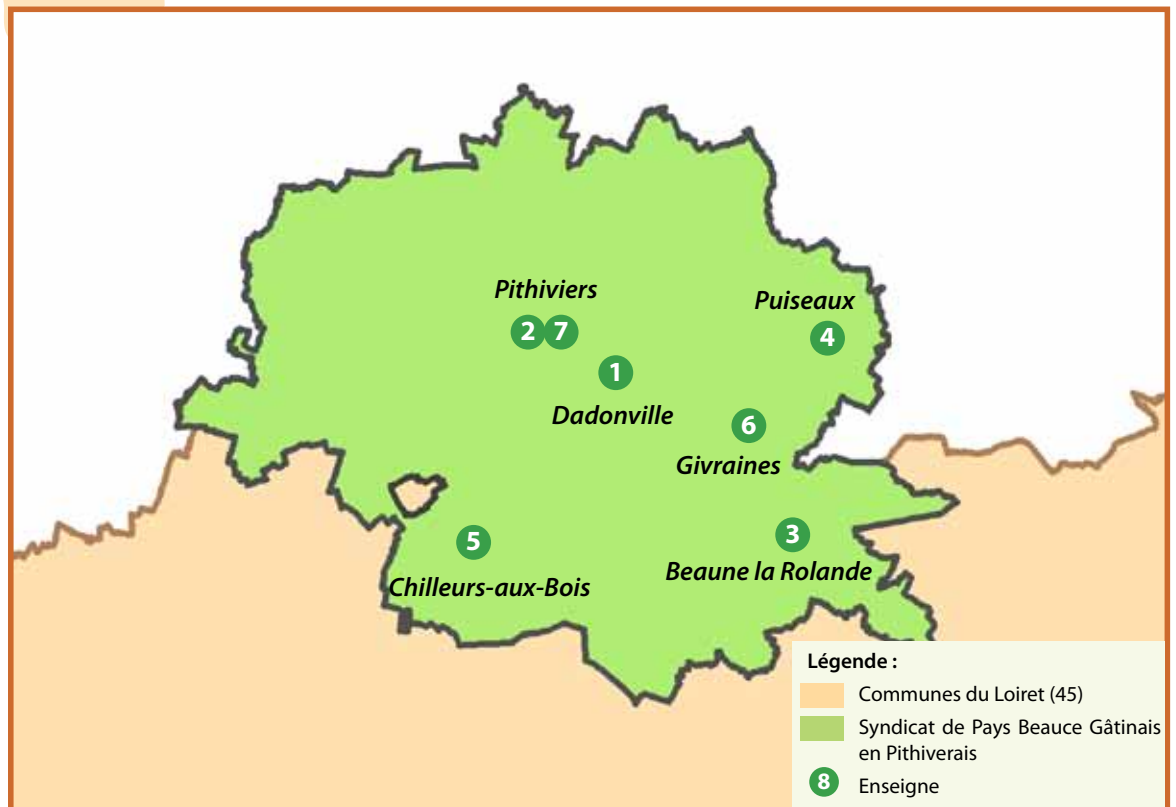 Pithiviers
2 7
Puiseaux
4
1
Dadonville
6
Givraines
5
Chilleurs-aux-Bois
3
Beaune la Rolande
Légende :
Communes du Loiret (45)
Syndicat de Pays Beauce Gâtinais
en Pithiverais
8 Enseigne